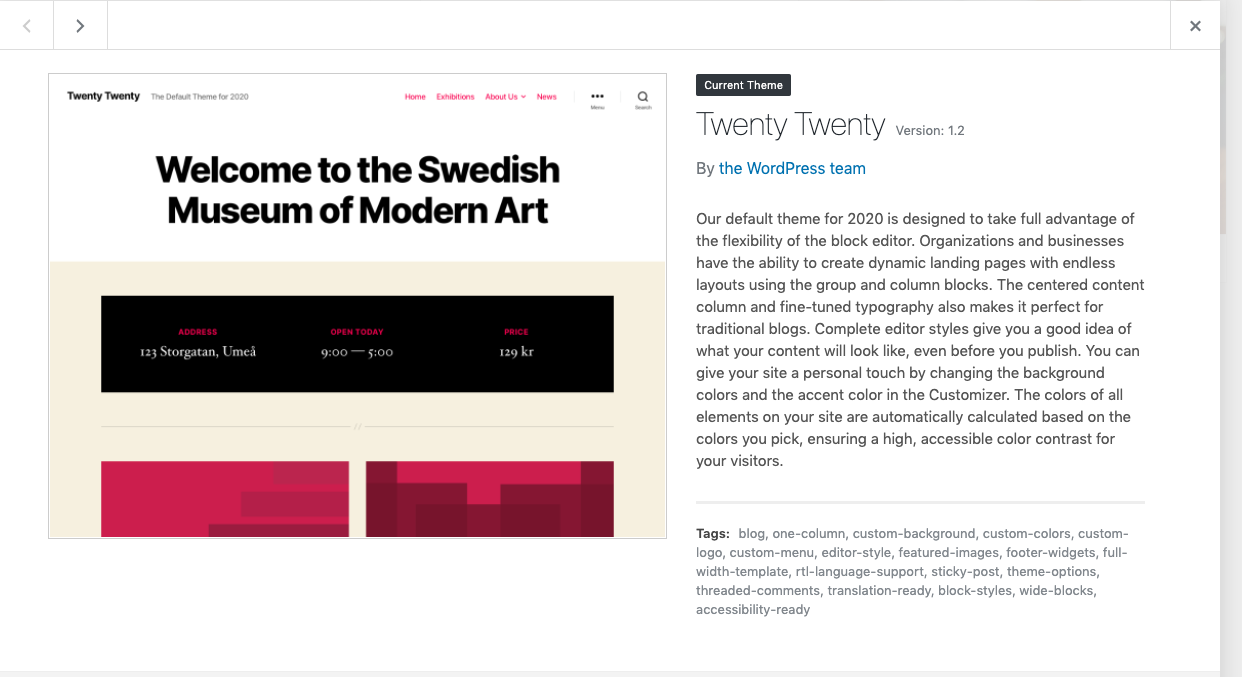 Twenty Twenty The Default Theme for 2020
Home Exhibitions About Us News
Menu
Search
Welcome to the Swedish
Museum of Modern Art
ADDRESS
123 Storgatan, Umeå
OPEN TODAY
9:00 — 5:00
PRICE
129 kr
Current Theme
Twenty Twenty Version: 1.2
By the WordPress team
Our default theme for 2020 is designed to take full advantage of
the flexibility of the block editor. Organizations and businesses
have the ability to create dynamic landing pages with endless
layouts using the group and column blocks. The centered content
column and fine-tuned typography also makes it perfect for
traditional blogs. Complete editor styles give you a good idea of
what your content will look like, even before you publish. You can
give your site a personal touch by changing the background
colors and the accent color in the Customizer. The colors of all
elements on your site are automatically calculated based on the
colors you pick, ensuring a high, accessible color contrast for
your visitors.
Tags: blog, one-column, custom-background, custom-colors, custom-
logo, custom-menu, editor-style, featured-images, footer-widgets, full-
width-template, rtl-language-support, sticky-post, theme-options,
threaded-comments, translation-ready, block-styles, wide-blocks,
accessibility-ready